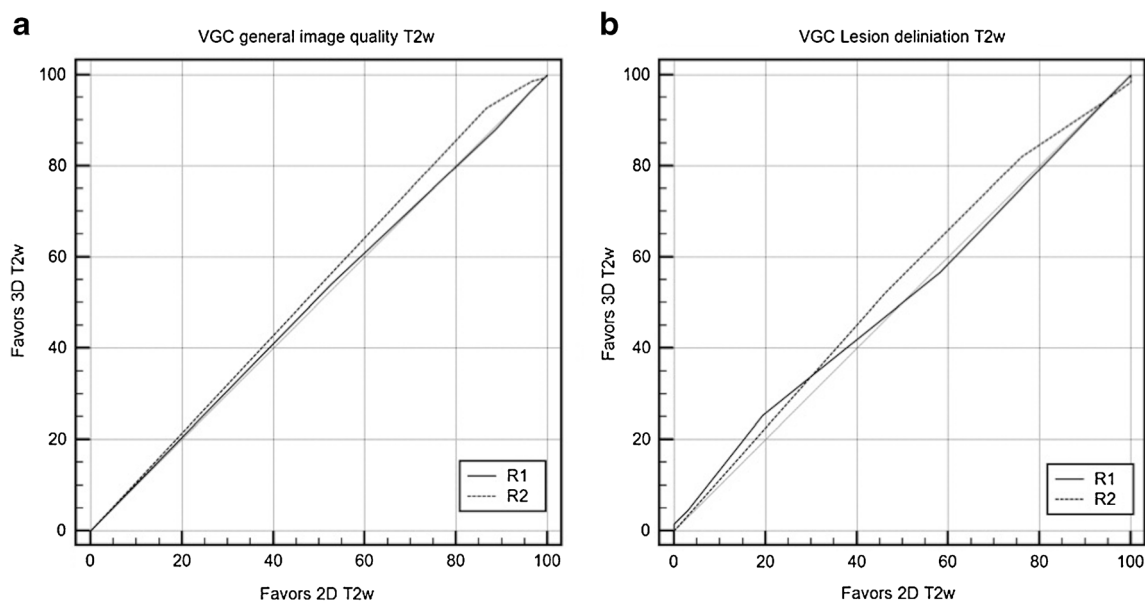 a
VGC general image quality T2w
100
80
60
40
20
0
Favors 3D T2w
R1
R2
0 20 40 60 80 100
Favors 2D T2w
b
VGC Lesion deliniation T2w
100
80
60
40
20
0
Favors 3D T2w
R1
R2
0 20 40 60 80 100
Favors 2D T2w